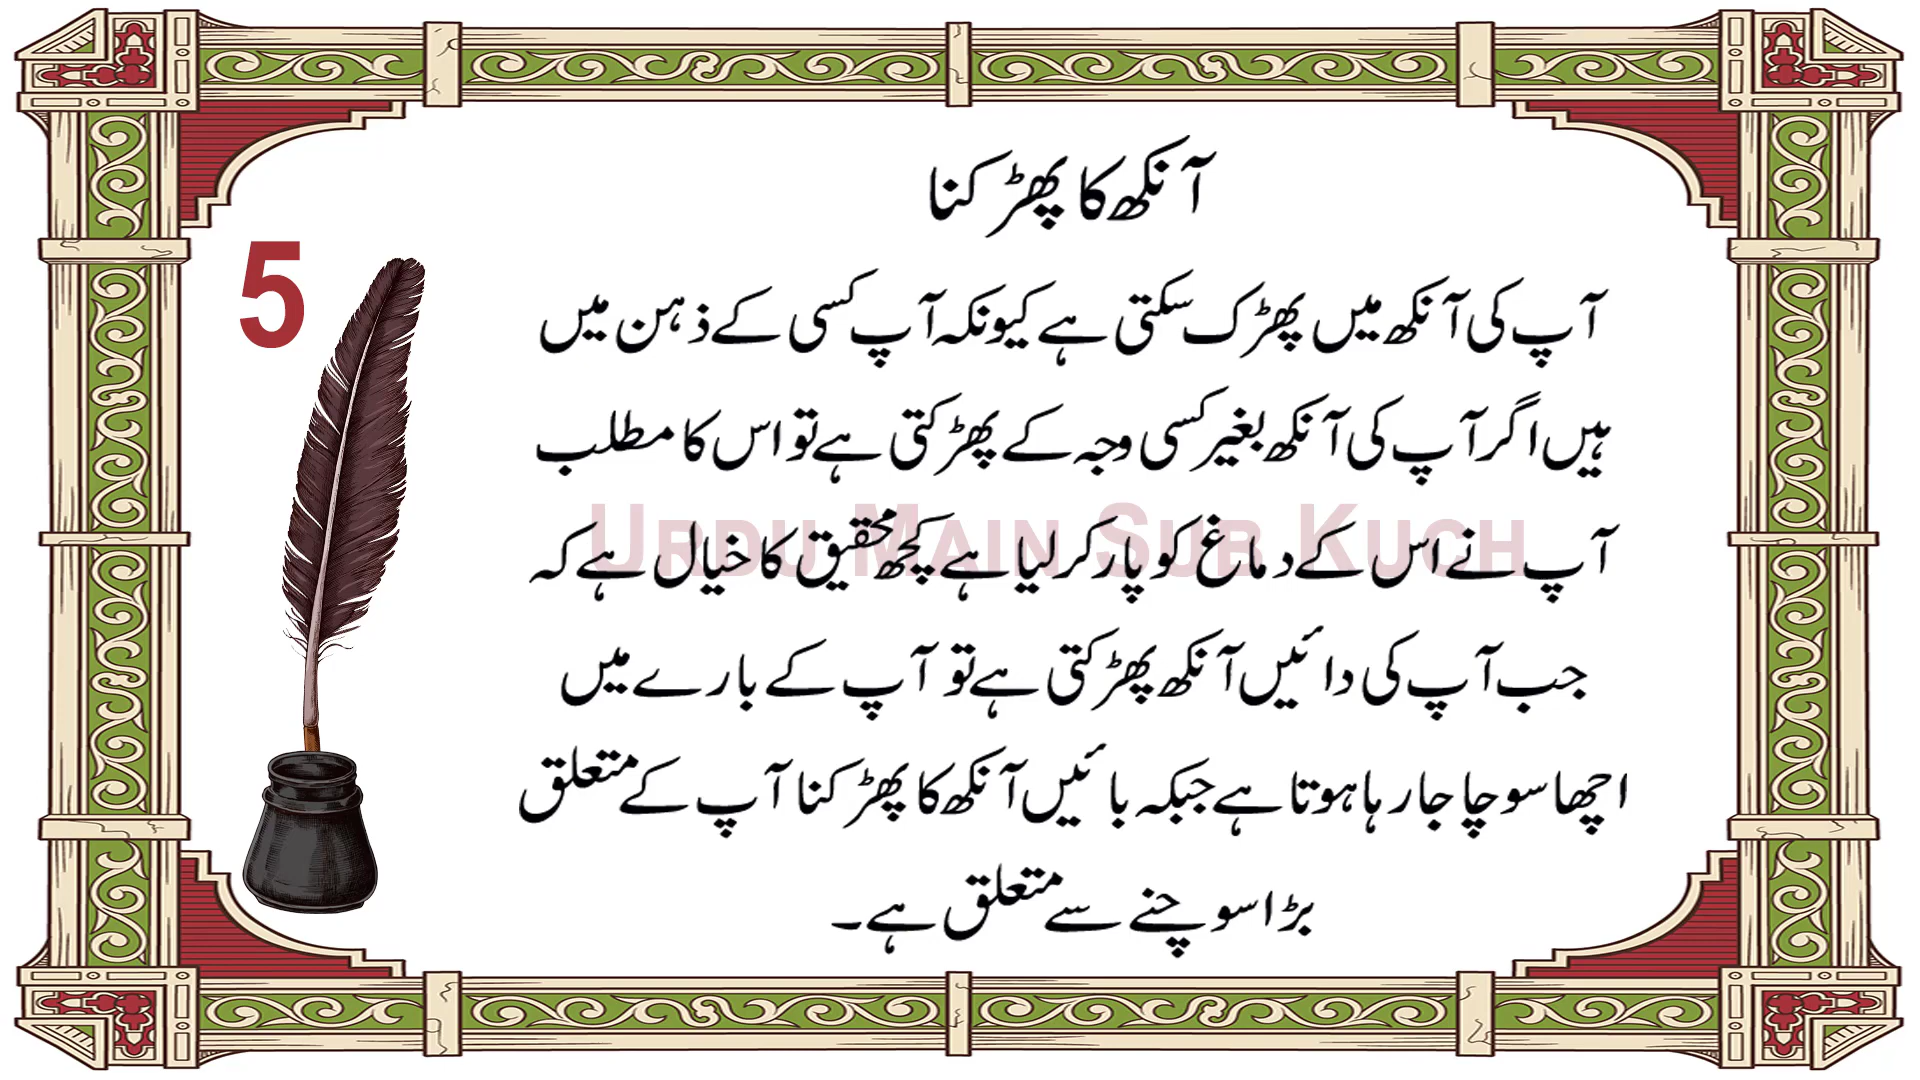 آنکھ کا پھڑکنا
5
آپ کی آنکھ میں پھڑک سکتی ہے کیونکہ آپ کسی کے ذہن میں
ہیں اگر آپ کی آنکھ بغیر کسی وجہ کے پھڑکتی ہے تو اس کا مطلب
آپ نے اس کے دماغ کو پار کر لیا ہے کچھ محقیق کا خیال ہے کہ
URDU MAIN SUB KUCH
جب آپ کی دائیں آنکھ پھڑکتی ہے تو آپ کے بارے میں
اچھا سوچا جا رہا ہوتا ہے جبکہ بائیں آنکھ کا پھڑکنا آپ کے متعلق
بڑا سوچنے سے متعلق ہے۔